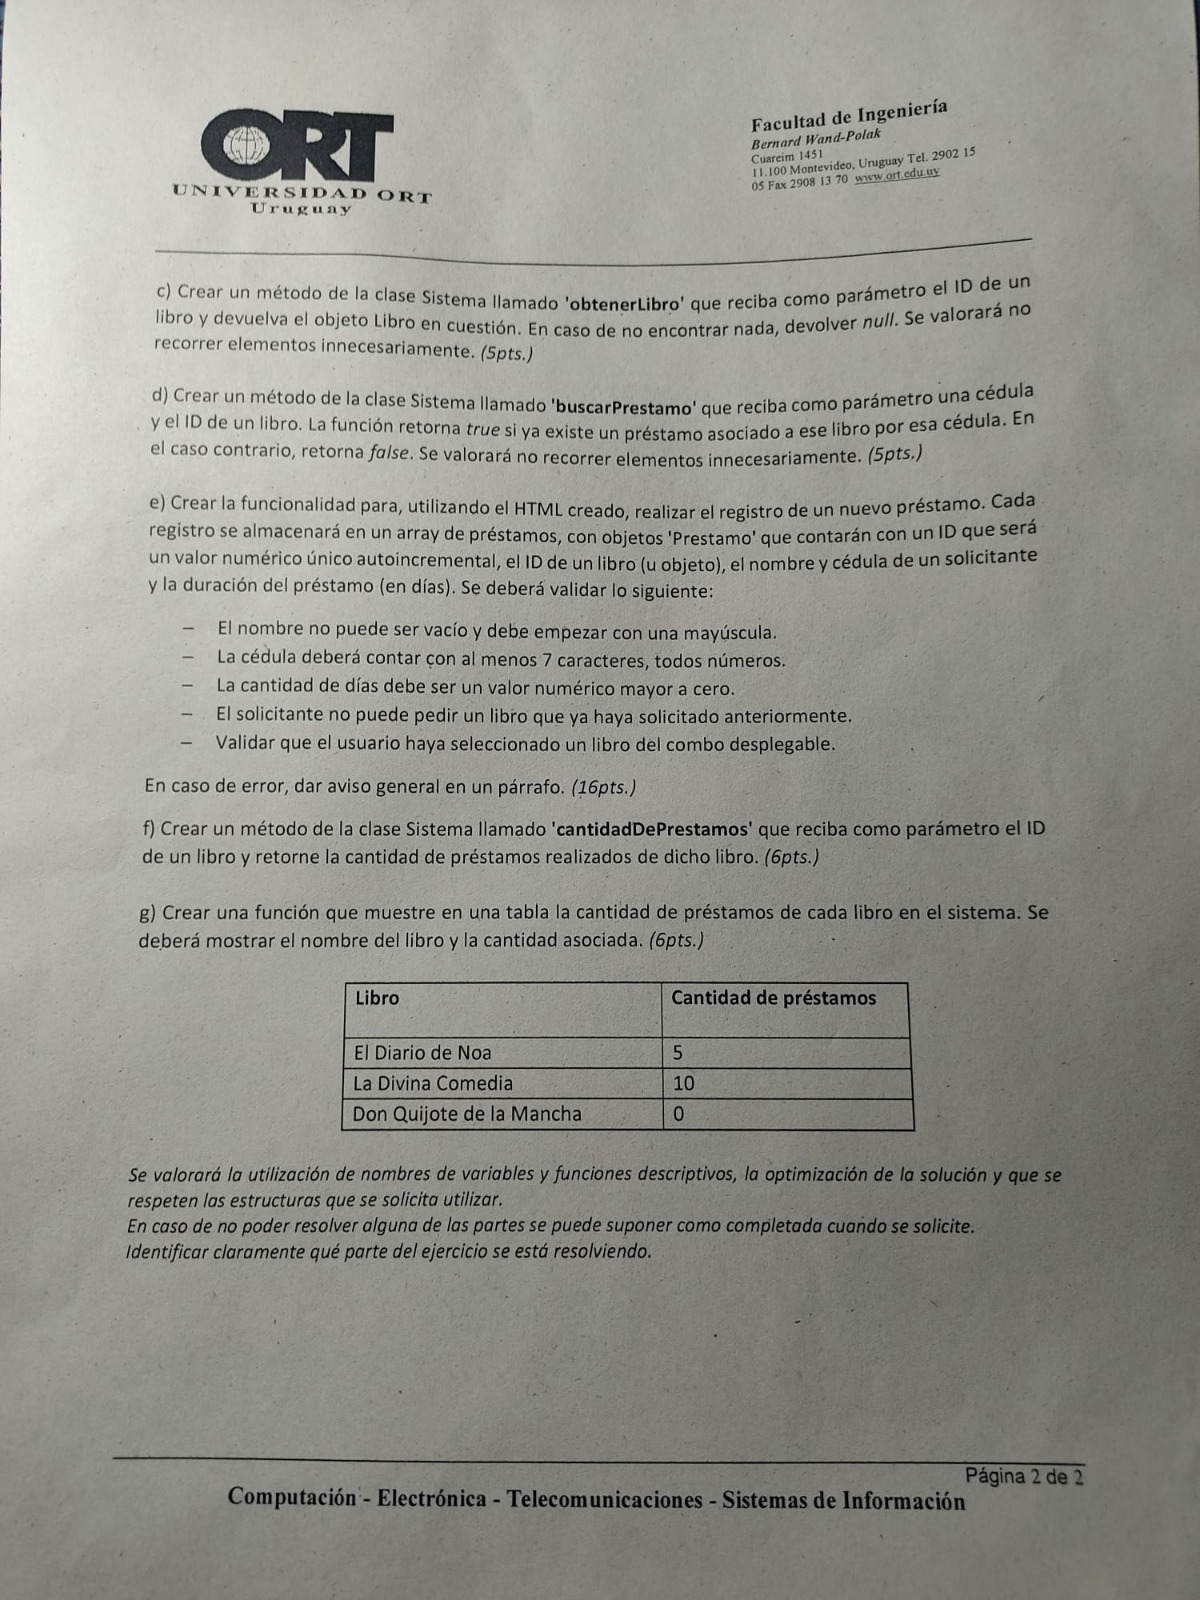 ORT
UNIVERSIDAD ORT
Uruguay
Facultad de Ingeniería
Bernard Wand-Polak
Cuareim 1451
11.100 Montevideo, Uruguay Tel. 2902 15
05 Fax 2908 13 70 www.ort.edu.uy
c) Crear un método de la clase Sistema llamado 'obtenerLibro' que reciba como parámetro el ID de un
libro y devuelva el objeto Libro en cuestión. En caso de no encontrar nada, devolver null. Se valorará no
recorrer elementos innecesariamente. (5pts.)
d) Crear un método de la clase Sistema llamado 'buscarPrestamo' que reciba como parámetro una cédula
y el ID de un libro. La función retorna true si ya existe un préstamo asociado a ese libro por esa cédula. En
el caso contrario, retorna false. Se valorará no recorrer elementos innecesariamente. (5pts.)
e) Crear la funcionalidad para, utilizando el HTML creado, realizar el registro de un nuevo préstamo. Cada
registro se almacenará en un array de préstamos, con objetos 'Prestamo' que contarán con un ID que será
un valor numérico único autoincremental, el ID de un libro (u objeto), el nombre y cédula de un solicitante
y la duración del préstamo (en días). Se deberá validar lo siguiente:
– El nombre no puede ser vacío y debe empezar con una mayúscula.
– La cédula deberá contar con al menos 7 caracteres, todos números.
– La cantidad de días debe ser un valor numérico mayor a cero.
– El solicitante no puede pedir un libro que ya haya solicitado anteriormente.
– Validar que el usuario haya seleccionado un libro del combo desplegable.
En caso de error, dar aviso general en un párrafo. (16pts.)
f) Crear un método de la clase Sistema llamado 'cantidadDePrestamos' que reciba como parámetro el ID
de un libro y retorne la cantidad de préstamos realizados de dicho libro. (6pts.)
g) Crear una función que muestre en una tabla la cantidad de préstamos de cada libro en el sistema. Se
deberá mostrar el nombre del libro y la cantidad asociada. (6pts.)
Libro Cantidad de préstamos
El Diario de Noa 5
La Divina Comedia 10
Don Quijote de la Mancha 0
Se valorará la utilización de nombres de variables y funciones descriptivos, la optimización de la solución y que se
respeten las estructuras que se solicita utilizar.
En caso de no poder resolver alguna de las partes se puede suponer como completada cuando se solicite.
Identificar claramente qué parte del ejercicio se está resolviendo.
Página 2 de 2
Computación - Electrónica - Telecomunicaciones - Sistemas de Información